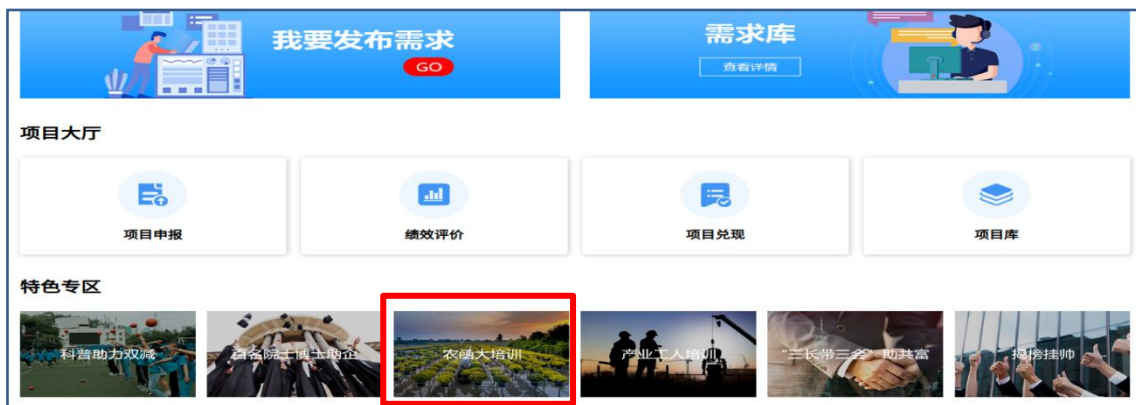 我要发布需求
GO
需求库
查看详情
项目大厅
项目申报
绩效评价
项目兑现
项目库
特色专区
科普助力双减
百名院士博士助企
农函大培训
产业工人培训
“三长带三会”助共富
揭榜挂帅